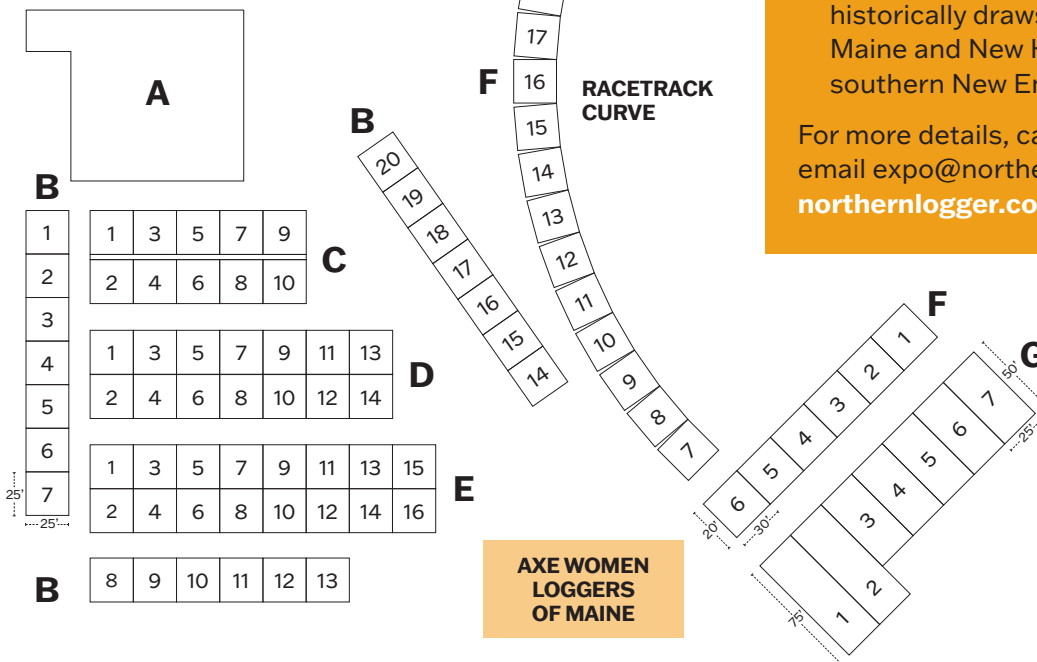 historically draws
Maine and New H
southern New En
For more details, ca
email expo@northe
northernlogger.co
A
B
1
2
3
4
5
6
7
25'
25'
1 3 5 7 9
2 4 6 8 10
C
1 3 5 7 9 11 13
2 4 6 8 10 12 14
D
1 3 5 7 9 11 13 15
2 4 6 8 10 12 14 16
E
B
8 9 10 11 12 13
B
20
19
18
17
16
15
14
F
RACETRACK
CURVE
17
16
15
14
13
12
11
10
9
8
7
F
1
2
3
4
5
6
20'
30'
G
7
6
5
4
3
2
1
50'
25'
75'
AXE WOMEN
LOGGERS
OF MAINE